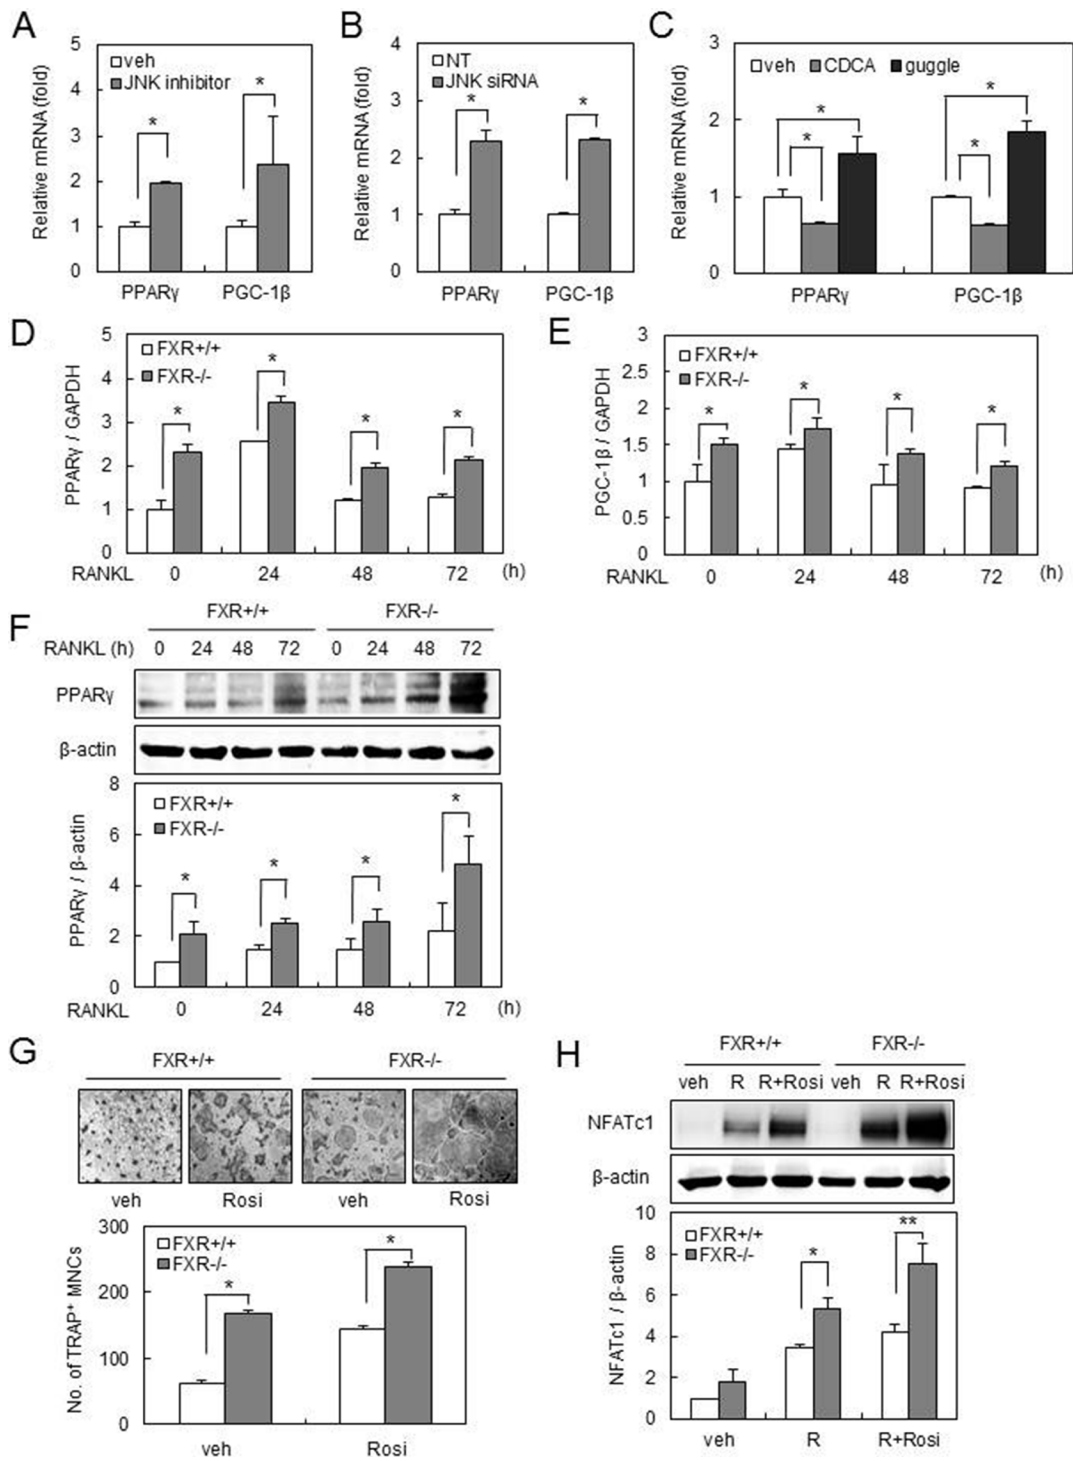 A
Relative mRNA (fold)
5
4
3
2
1
0
veh
JNK inhibitor
*
*
PPARγ PGC-1β
B
Relative mRNA (fold)
4
3
2
1
0
NT
JNK siRNA
*
*
PPARγ PGC-1β
C
Relative mRNA (fold)
3
2
1
0
veh CDCA guggle
*
*
*
*
PPARγ PGC-1β
D
PPARγ / GAPDH
5
4
3
2
1
0
FXR+/+
FXR-/-
*
*
*
*
RANKL 0 24 48 72 (h)
E
PGC-1β / GAPDH
3
2.5
2
1.5
1
0.5
0
FXR+/+
FXR-/-
*
*
*
*
RANKL 0 24 48 72 (h)
F
FXR+/+ FXR-/-
RANKL (h) 0 24 48 72 0 24 48 72
PPARγ
β-actin
PPARγ / β-actin
8
6
4
2
0
FXR+/+
FXR-/-
*
*
*
*
RANKL 0 24 48 72 (h)
G
FXR+/+ FXR-/-
veh Rosi veh Rosi
No. of TRAP⁺ MNCs
300
200
100
0
FXR+/+
FXR-/-
*
*
veh Rosi
H
FXR+/+ FXR-/-
veh R R+Rosi veh R R+Rosi
NFATc1
β-actin
NFATc1 / β-actin
10
8
6
4
2
0
FXR+/+
FXR-/-
*
**
veh R R+Rosi